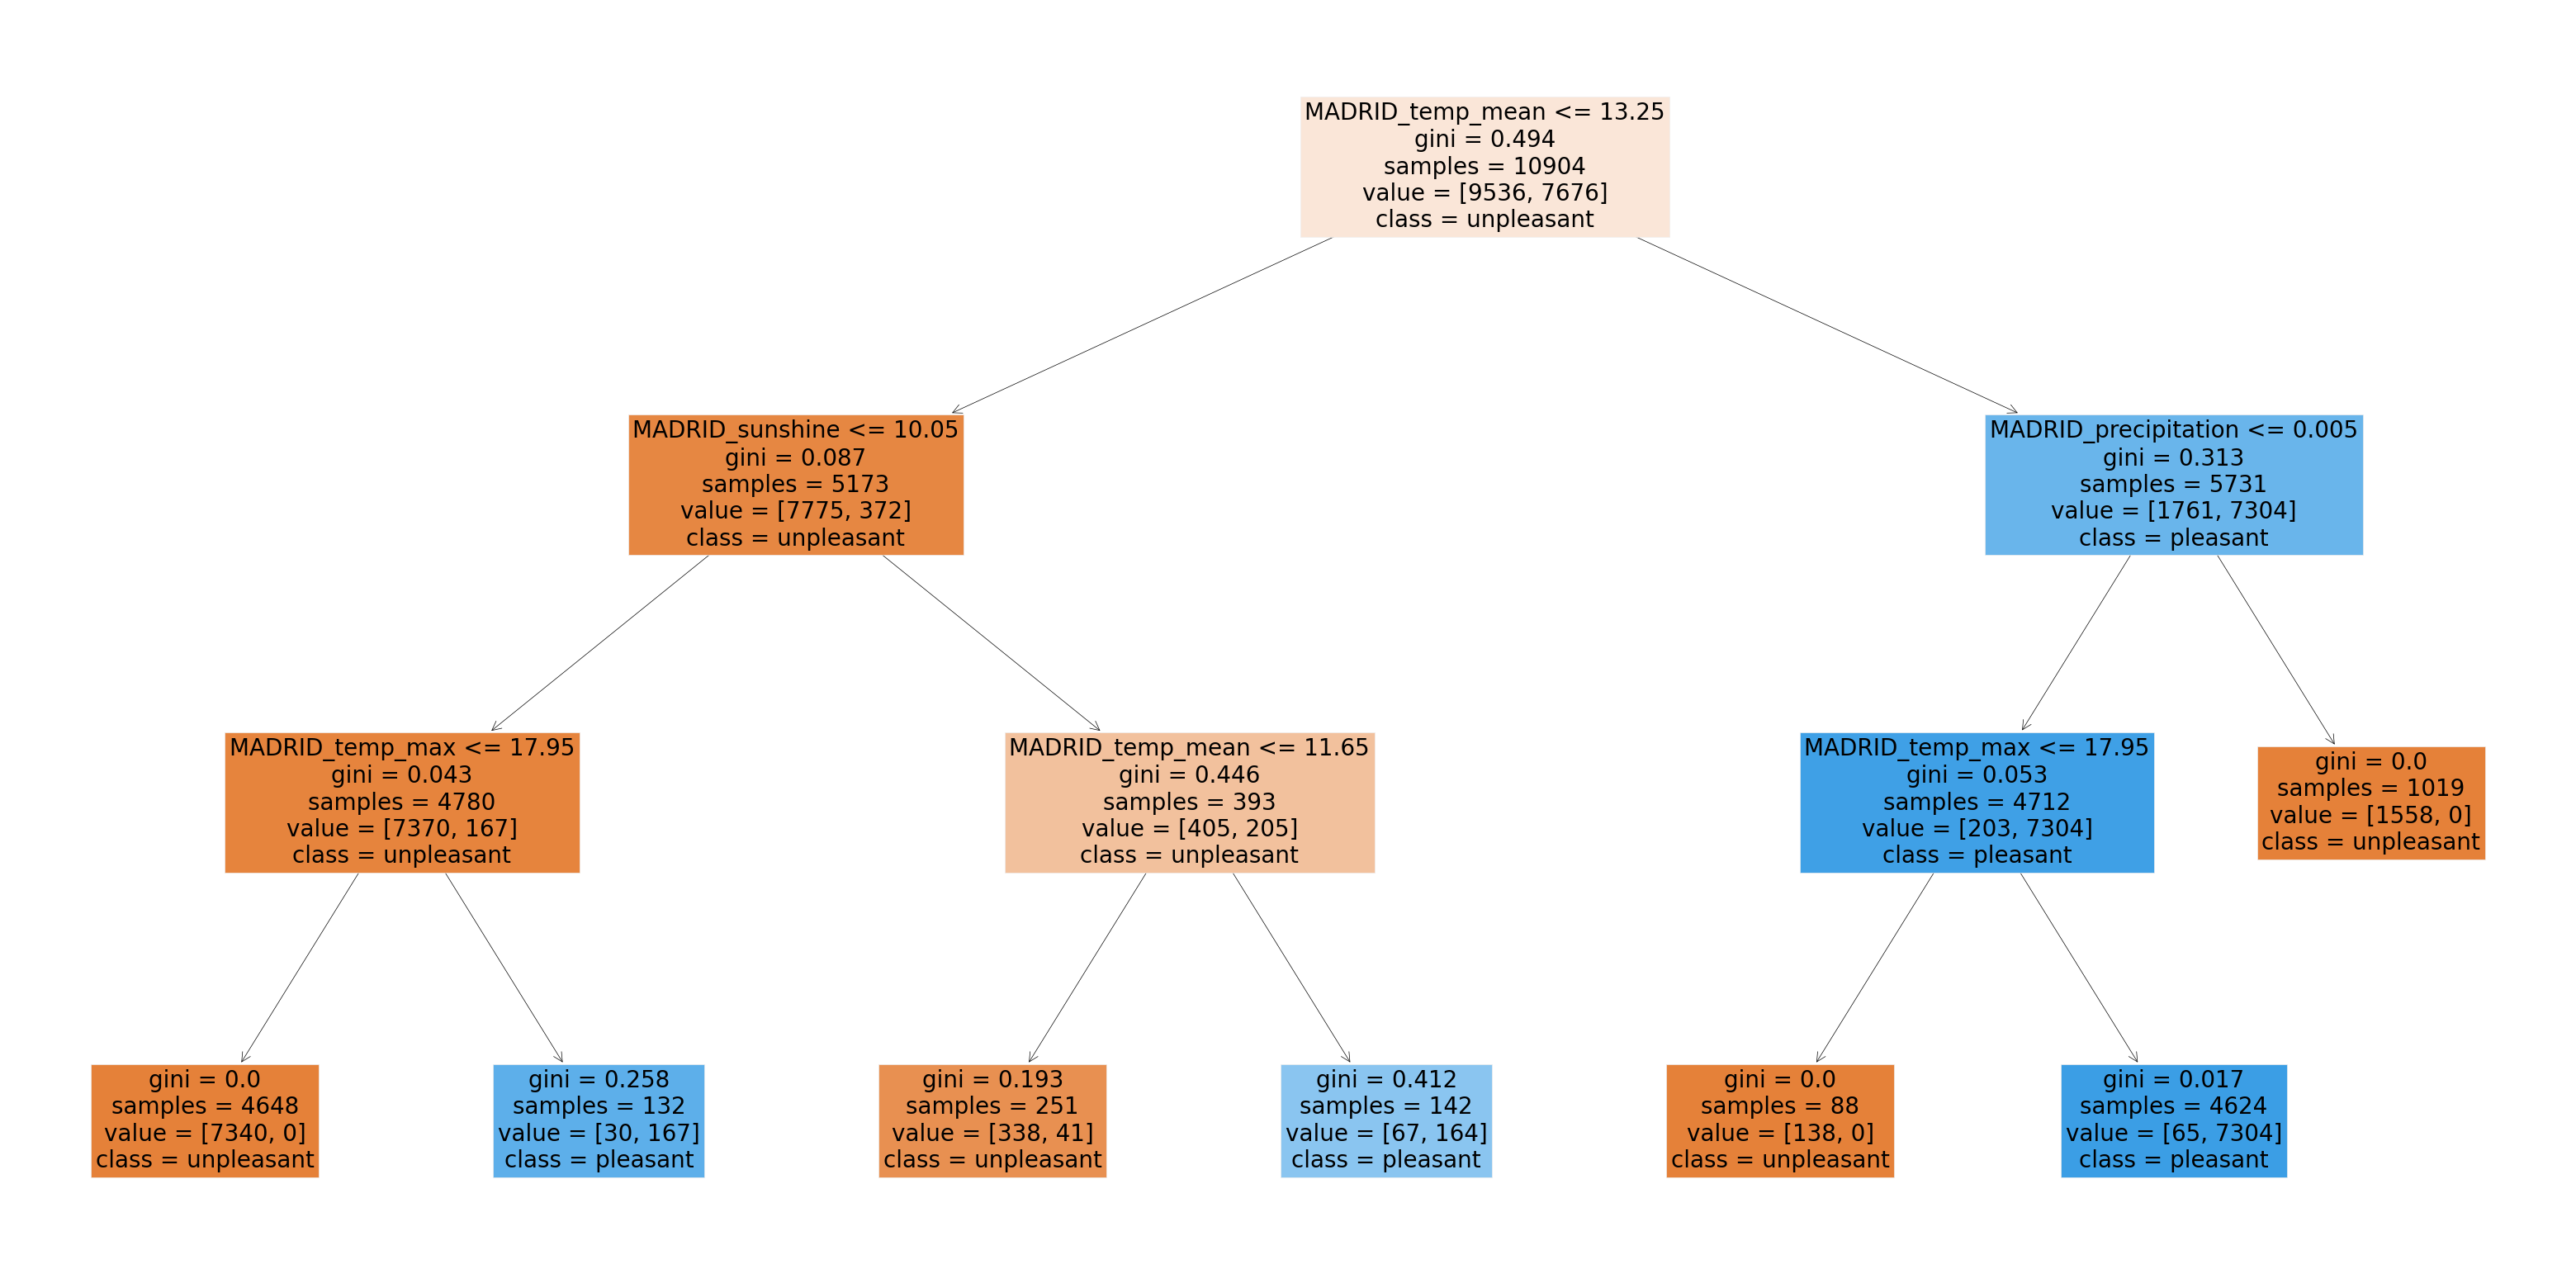 MADRID_temp_mean <= 13.25
gini = 0.494
samples = 10904
value = [9536, 7676]
class = unpleasant
MADRID_sunshine <= 10.05
gini = 0.087
samples = 5173
value = [7775, 372]
class = unpleasant
MADRID_precipitation <= 0.005
gini = 0.313
samples = 5731
value = [1761, 7304]
class = pleasant
MADRID_temp_max <= 17.95
gini = 0.043
samples = 4780
value = [7370, 167]
class = unpleasant
MADRID_temp_mean <= 11.65
gini = 0.446
samples = 393
value = [405, 205]
class = unpleasant
MADRID_temp_max <= 17.95
gini = 0.053
samples = 4712
value = [203, 7304]
class = pleasant
gini = 0.0
samples = 1019
value = [1558, 0]
class = unpleasant
gini = 0.0
samples = 4648
value = [7340, 0]
class = unpleasant
gini = 0.258
samples = 132
value = [30, 167]
class = pleasant
gini = 0.193
samples = 251
value = [338, 41]
class = unpleasant
gini = 0.412
samples = 142
value = [67, 164]
class = pleasant
gini = 0.0
samples = 88
value = [138, 0]
class = unpleasant
gini = 0.017
samples = 4624
value = [65, 7304]
class = pleasant